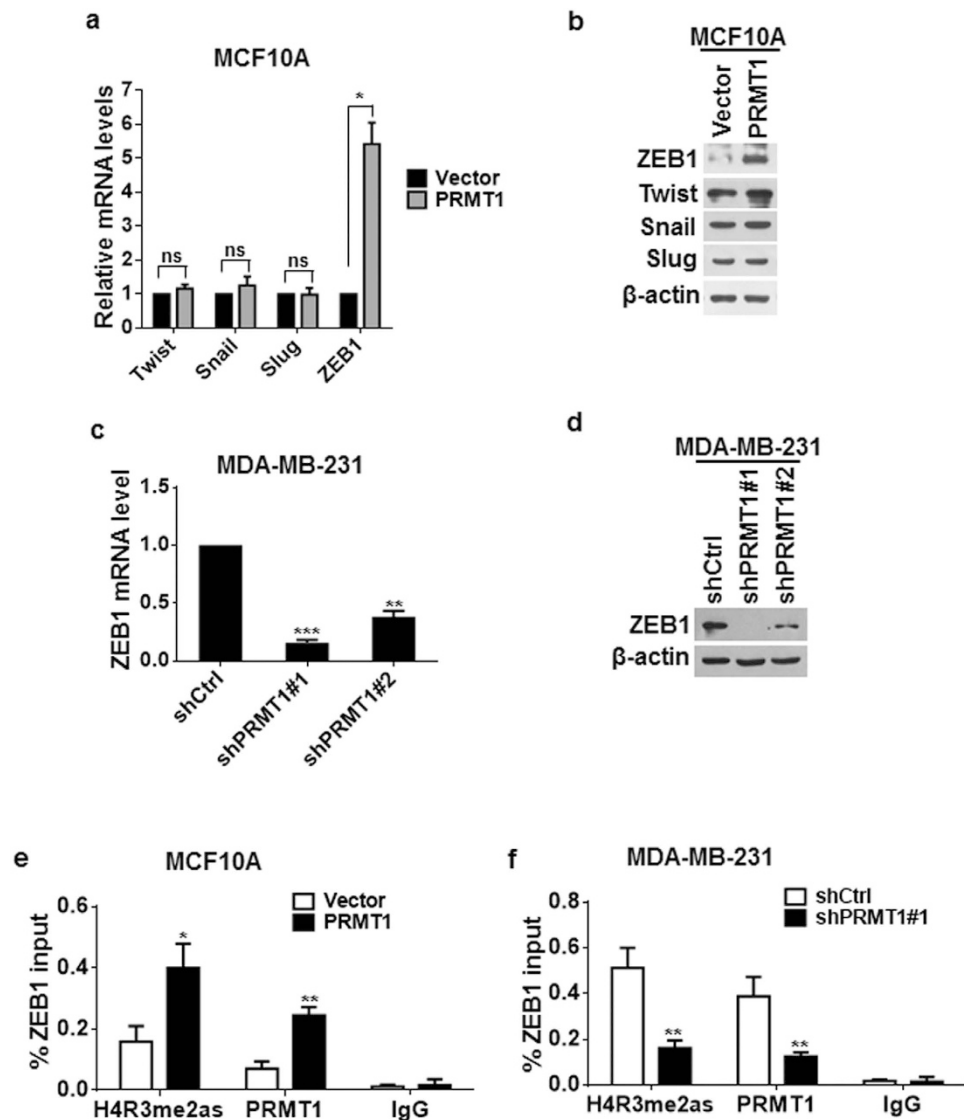 a
MCF10A
Relative mRNA levels
7
6
5
4
3
2
1
0
ns
ns
ns
*
Vector
PRMT1
Twist
Snail
Slug
ZEB1
b
MCF10A
Vector
PRMT1
ZEB1
Twist
Snail
Slug
β-actin
c
MDA-MB-231
ZEB1 mRNA level
1.5
1.0
0.5
0.0
***
**
shCtrl
shPRMT1#1
shPRMT1#2
d
MDA-MB-231
shCtrl
shPRMT1#1
shPRMT1#2
ZEB1
β-actin
e
MCF10A
Vector
PRMT1
% ZEB1 input
0.6
0.4
0.2
0.0
*
**
H4R3me2as
PRMT1
IgG
f
MDA-MB-231
shCtrl
shPRMT1#1
% ZEB1 input
0.8
0.6
0.4
0.2
0.0
**
**
H4R3me2as
PRMT1
IgG